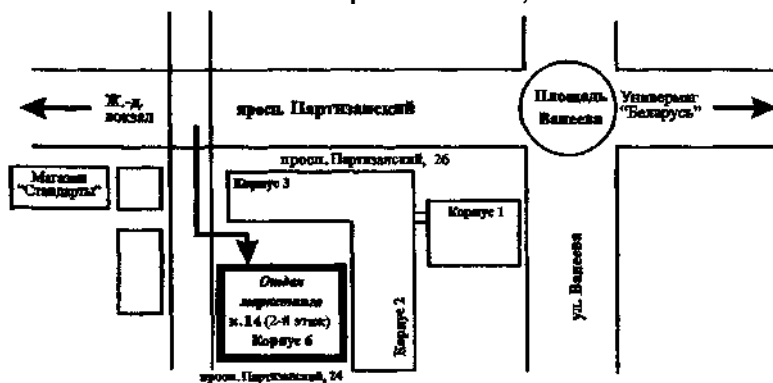 Ж.-д.
вокзал
просп. Партизанский
Площадь
Ванеева
Универмаг
"Беларусь"
просп. Партизанский, 26
Магазин
"Стандарты"
Корпус 3
Корпус 1
Корпус 2
ул. Ванеева
Отдел
маркетинга
к.14 (2-й этаж)
Корпус 6
просп. Партизанский, 24